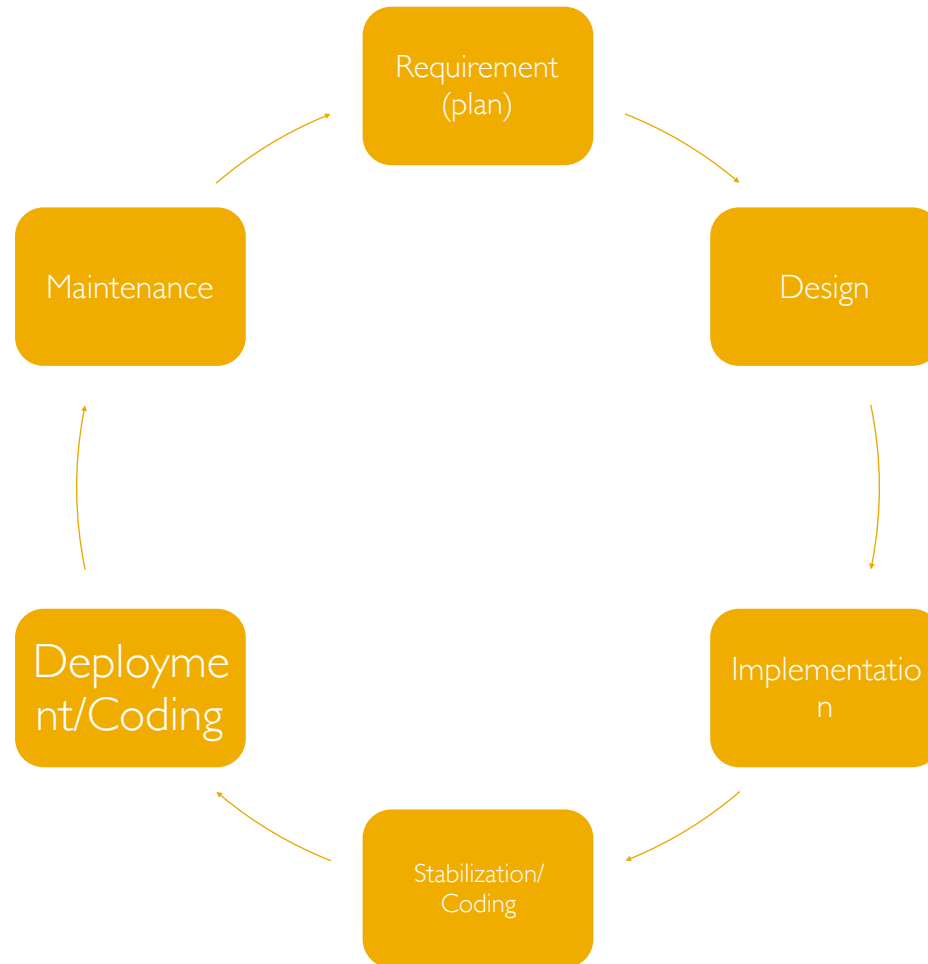 Requirement
(plan)
Design
Implementatio
n
Stabilization/
Coding
Deployme
nt/Coding
Maintenance